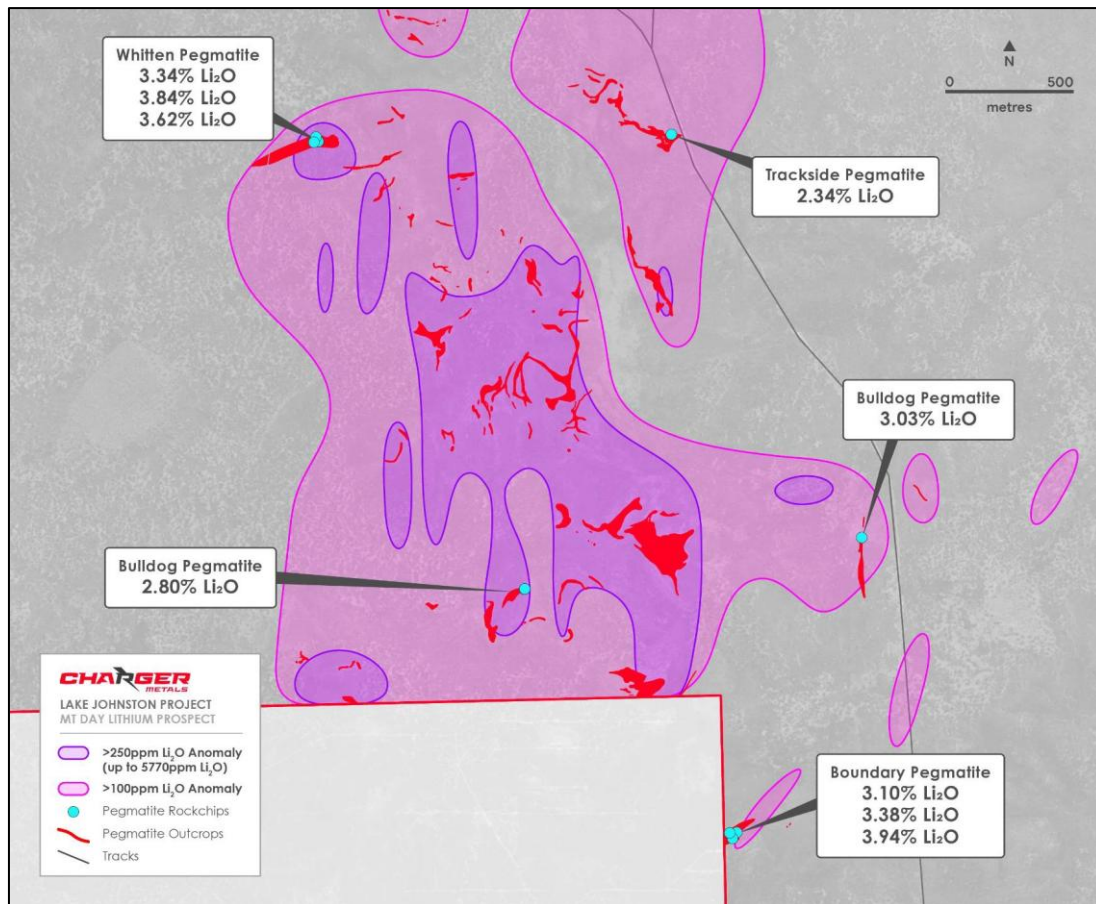 Whitten Pegmatite
3.34% Li₂O
3.84% Li₂O
3.62% Li₂O
N
0 500
metres
Trackside Pegmatite
2.34% Li₂O
Bulldog Pegmatite
3.03% Li₂O
Bulldog Pegmatite
2.80% Li₂O
CHARGER
METALS
LAKE JOHNSTON PROJECT
MT DAY LITHIUM PROSPECT
>250ppm Li₂O Anomaly
(up to 5770ppm Li₂O)
>100ppm Li₂O Anomaly
Pegmatite Rockchips
Pegmatite Outcrops
Tracks
Boundary Pegmatite
3.10% Li₂O
3.38% Li₂O
3.94% Li₂O